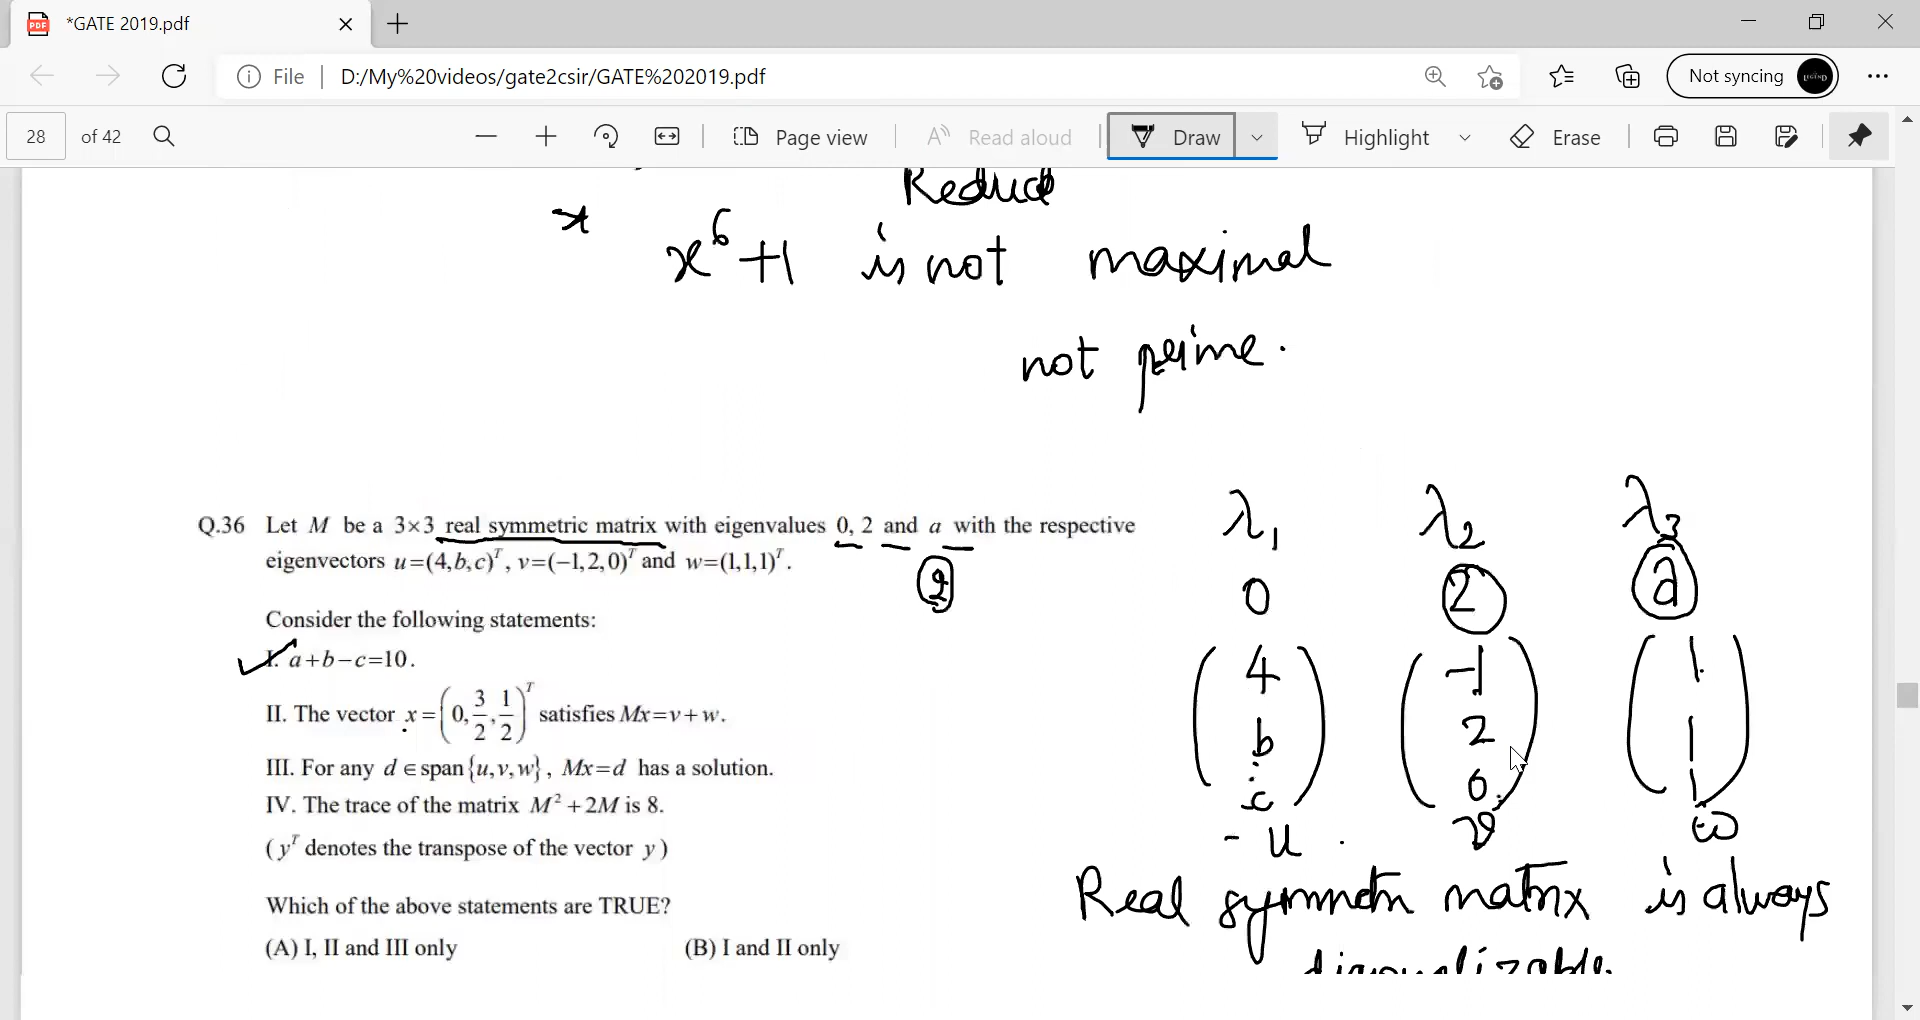 *GATE 2019.pdf
File D:/My%20videos/gate2csir/GATE%202019.pdf Not syncing
28 of 42 Page view Read aloud Draw Highlight Erase
Reduce
* x⁶+1 is not maximal
not prime.
Q.36 Let M be a 3×3 real symmetric matrix with eigenvalues 0, 2 and a with the respective
eigenvectors u=(4,b,c)ᵀ, v=(−1,2,0)ᵀ and w=(1,1,1)ᵀ.
2
Consider the following statements:
I. a+b−c=10.
II. The vector x=(0, 3/2, 1/2)ᵀ satisfies Mx=v+w.
III. For any d∈span{u,v,w}, Mx=d has a solution.
IV. The trace of the matrix M²+2M is 8.
(yᵀ denotes the transpose of the vector y)
Which of the above statements are TRUE?
(A) I, II and III only (B) I and II only
λ₁ λ₂ λ₃
0 2 a
4 -1 1
b 2 1
c 0 1
- u v w
Real symmetric matrix is always
diagonalizable.